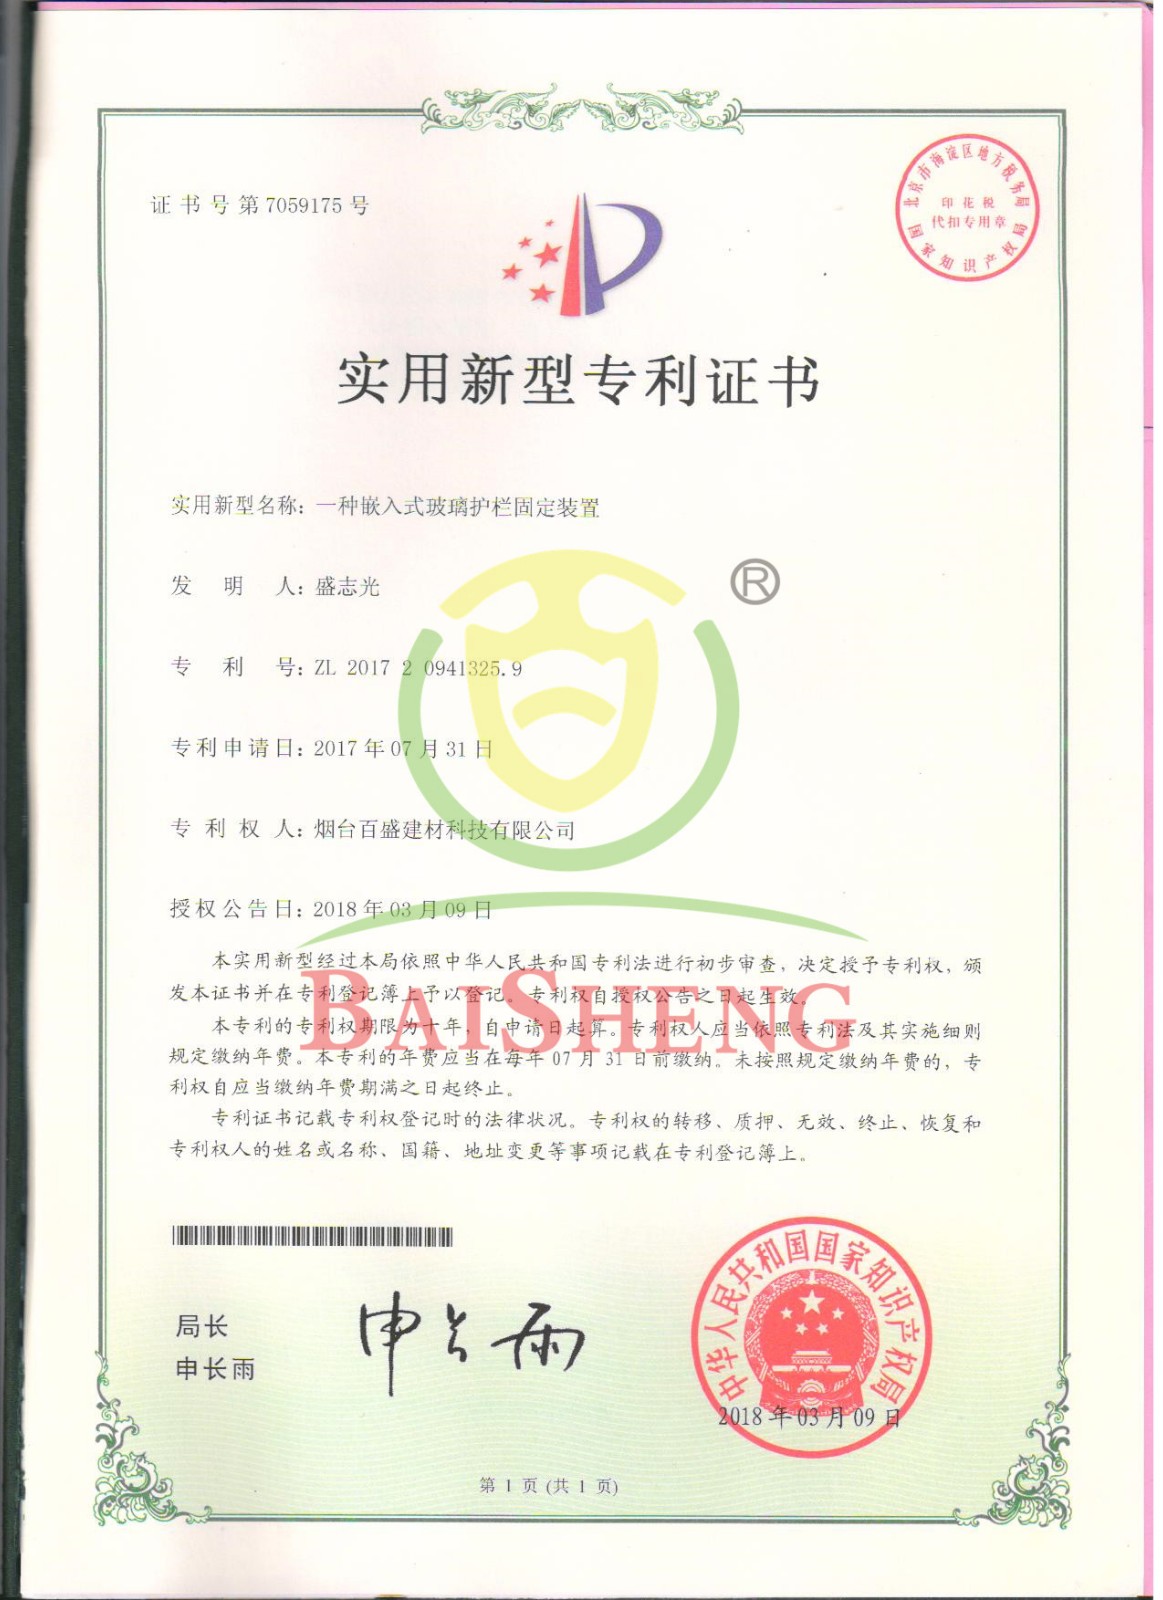 证书号第7059175号
北京市海淀区地方税务局
印花税
代扣专用章
国家知识产权局
实用新型专利证书
实用新型名称：一种嵌入式玻璃护栏固定装置
发明人：盛志光
®
专利号：ZL 2017 2 0941325.9
专利申请日：2017年07月31日
专利权人：烟台百盛建材科技有限公司
授权公告日：2018年03月09日
本实用新型经过本局依照中华人民共和国专利法进行初步审查，决定授予专利权，颁
发本证书并在专利登记簿上予以登记。专利权自授权公告之日起生效。
BAISHENG
本专利的专利权期限为十年，自申请日起算。专利权人应当依照专利法及其实施细则
规定缴纳年费。本专利的年费应当在每年07月31日前缴纳。未按照规定缴纳年费的，专
利权自应当缴纳年费期满之日起终止。
专利证书记载专利权登记时的法律状况。专利权的转移、质押、无效、终止、恢复和
专利权人的姓名或名称、国籍、地址变更等事项记载在专利登记簿上。
局长
申长雨
申长雨
中华人民共和国国家知识产权局
2018年03月09日
第1页(共1页)